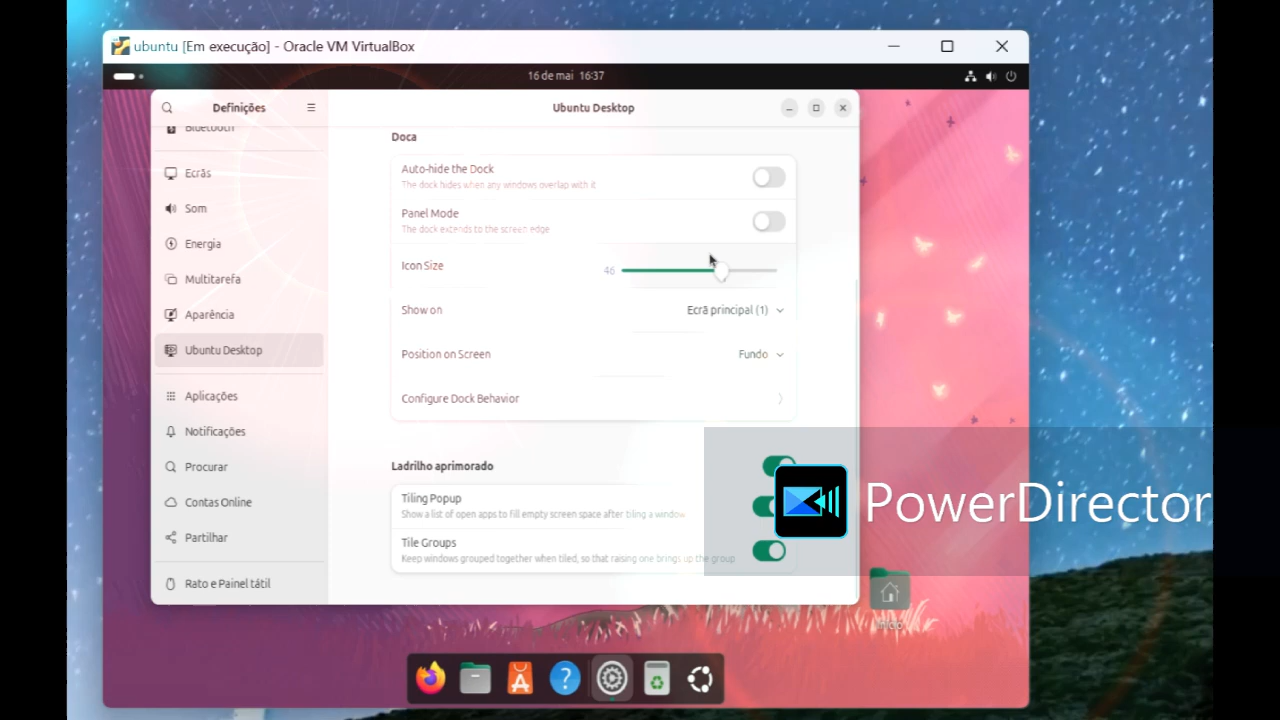 ubuntu [Em execução] - Oracle VM VirtualBox
16 de mai 16:37
Definições
Ubuntu Desktop
Bluetooth
Ecrãs
Som
Energia
Multitarefa
Aparência
Ubuntu Desktop
Aplicações
Notificações
Procurar
Contas Online
Partilhar
Rato e Painel tátil
Doca
Auto-hide the Dock
The dock hides when any windows overlap with it
Panel Mode
The dock extends to the screen edge
Icon Size
46
Show on
Ecrã principal (1)
Position on Screen
Fundo
Configure Dock Behavior
Ladrilho aprimorado
Tiling Popup
Show a list of open apps to fill empty screen space after tiling a window
Tile Groups
Keep windows grouped together when tiled, so that raising one brings up the group
PowerDirector